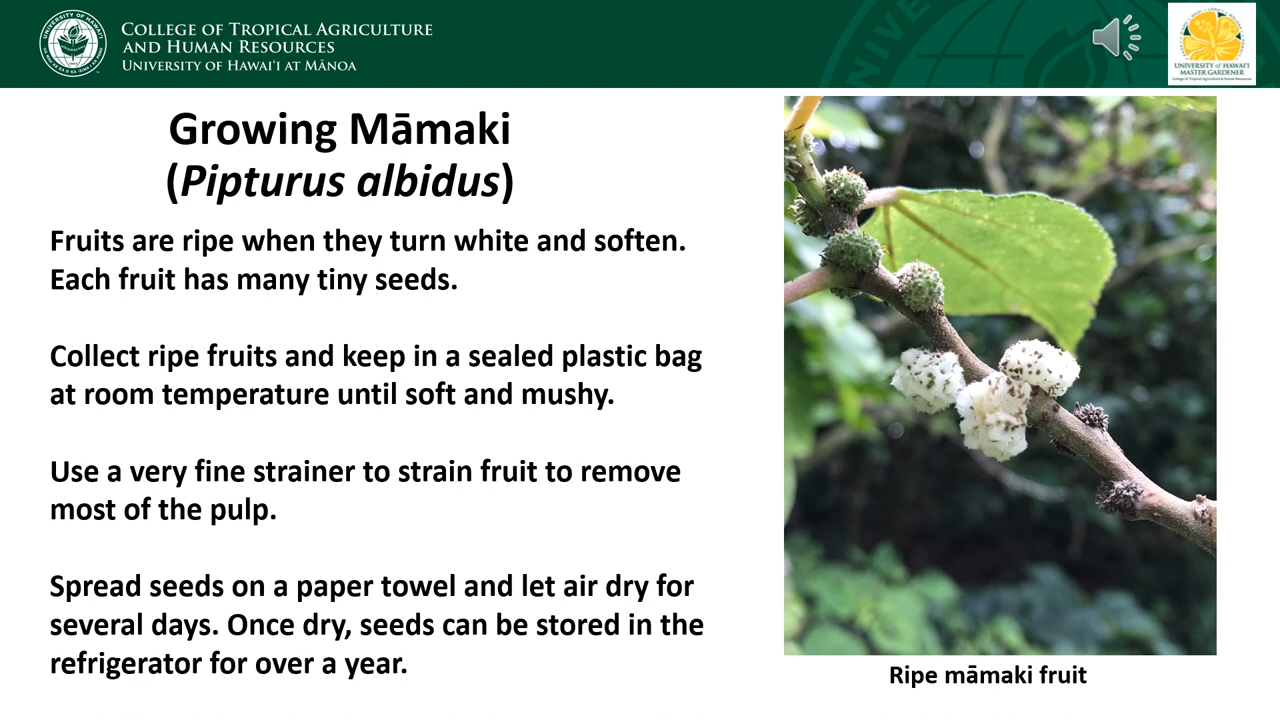 College of Tropical Agriculture
and Human Resources
University of Hawaiʻi at Mānoa
UNIVERSITY of HAWAI'I
MASTER GARDENER
Growing Māmaki
(Pipturus albidus)
Fruits are ripe when they turn white and soften.
Each fruit has many tiny seeds.
Collect ripe fruits and keep in a sealed plastic bag
at room temperature until soft and mushy.
Use a very fine strainer to strain fruit to remove
most of the pulp.
Spread seeds on a paper towel and let air dry for
several days. Once dry, seeds can be stored in the
refrigerator for over a year.
Ripe māmaki fruit